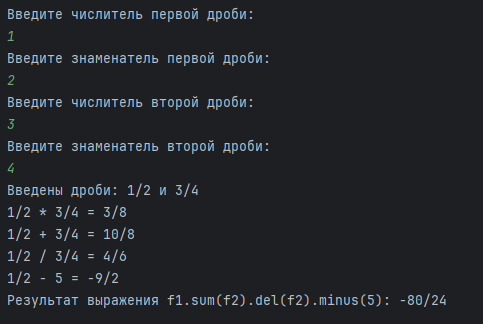 Введите числитель первой дроби:
1
Введите знаменатель первой дроби:
2
Введите числитель второй дроби:
3
Введите знаменатель второй дроби:
4
Введены дроби: 1/2 и 3/4
1/2 * 3/4 = 3/8
1/2 + 3/4 = 10/8
1/2 / 3/4 = 4/6
1/2 - 5 = -9/2
Результат выражения f1.sum(f2).del(f2).minus(5): -80/24